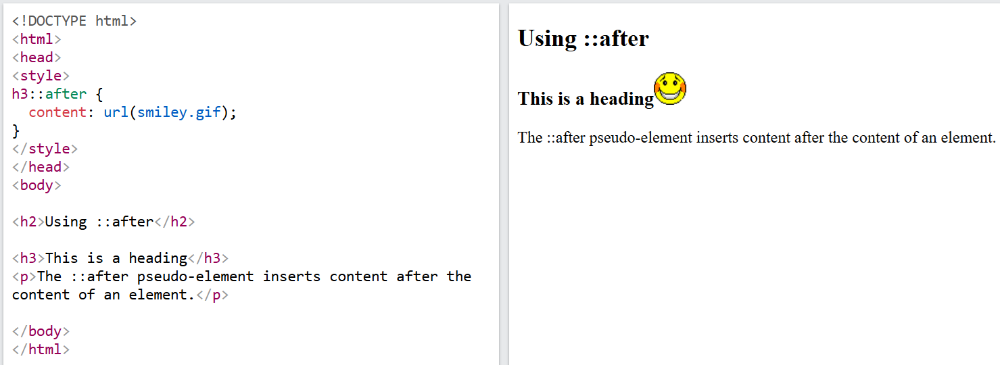 <!DOCTYPE html>
<html>
<head>
<style>
h3::after {
  content: url(smiley.gif);
}
</style>
</head>
<body>
<h2>Using ::after</h2>
<h3>This is a heading</h3>
<p>The ::after pseudo-element inserts content after the
content of an element.</p>
</body>
</html>
Using ::after
This is a heading
The ::after pseudo-element inserts content after the content of an element.